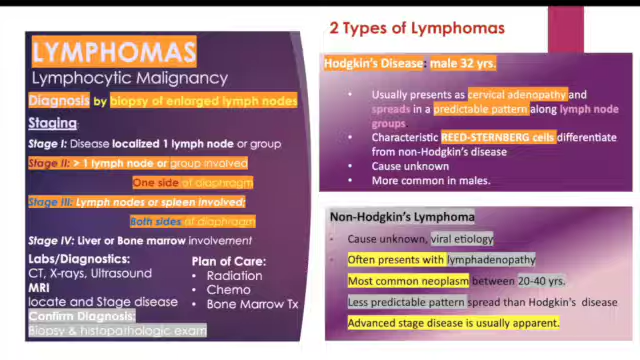 LYMPHOMAS
Lymphocytic Malignancy
Diagnosis by biopsy of enlarged lymph nodes
Staging
Stage I: Disease localized 1 lymph node or group
Stage II: > 1 lymph node or group involved
One side of diaphragm
Stage III: Lymph nodes or spleen involved:
Both sides of diaphragm
Stage IV: Liver or Bone marrow involvement
Labs/Diagnostics:
CT, X-rays, Ultrasound
MRI
locate and Stage disease
Confirm Diagnosis:
Biopsy & histopathologic exam
Plan of Care:
• Radiation
• Chemo
• Bone Marrow Tx
2 Types of Lymphomas
Hodgkin's Disease: male 32 yrs.
• Usually presents as cervical adenopathy and
spreads in a predictable pattern along lymph node
groups.
• Characteristic REED-STERNBERG cells differentiate
from non-Hodgkin's disease
• Cause unknown
• More common in males.
Non-Hodgkin's Lymphoma
• Cause unknown, viral etiology
• Often presents with lymphadenopathy
• Most common neoplasm between 20-40 yrs.
• Less predictable pattern spread than Hodgkin's disease
• Advanced stage disease is usually apparent.